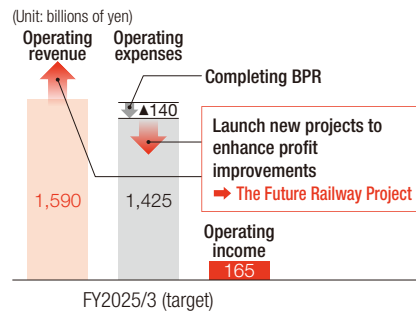 (Unit: billions of yen)
Operating
revenue
Operating
expenses
Completing BPR
▲140
Launch new projects to
enhance profit
improvements
➡ The Future Railway Project
1,590
1,425
Operating
income
165
FY2025/3 (target)